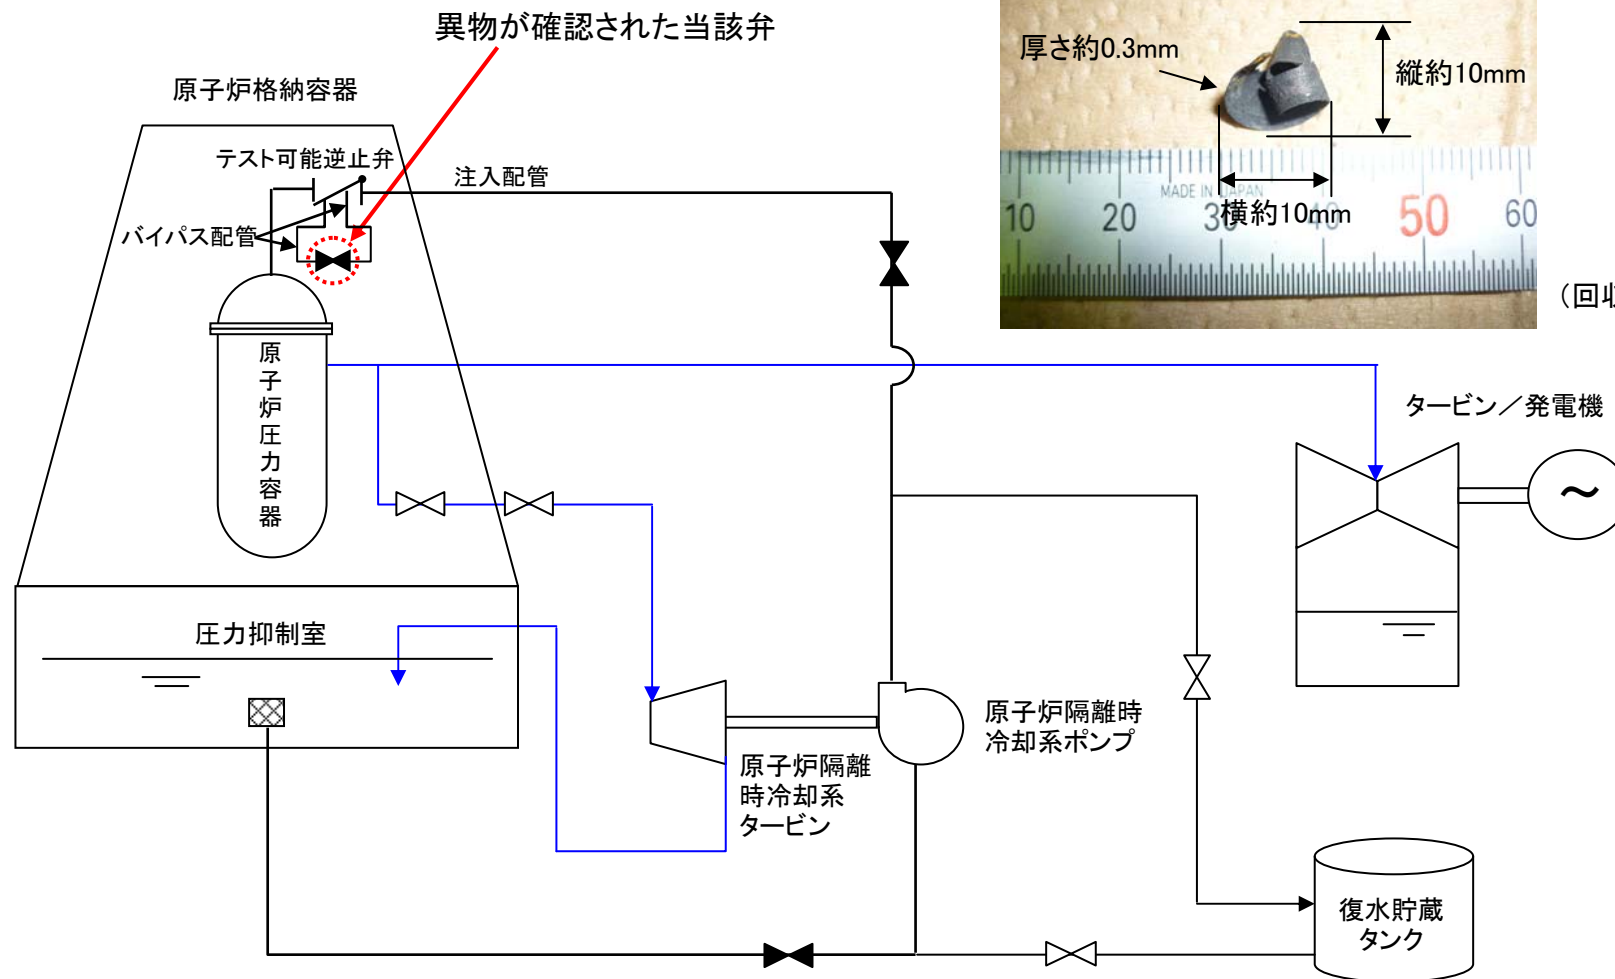 異物が確認された当該弁
厚さ約0.3mm
縦約10mm
横約10mm
MADE IN JAPAN
10 20 30 40 50 60
（回収
原子炉格納容器
テスト可能逆止弁
注入配管
バイパス配管
原子炉圧力容器
タービン／発電機
～
圧力抑制室
原子炉隔離時
冷却系ポンプ
原子炉隔離
時冷却系
タービン
復水貯蔵
タンク